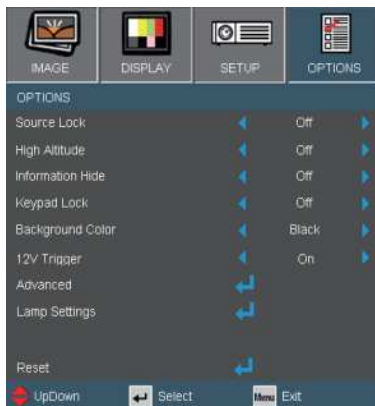 IMAGE DISPLAY SETUP OPTIONS
OPTIONS
Source Lock Off
High Altitude Off
Information Hide Off
Keypad Lock Off
Background Color Black
12V Trigger On
Advanced
Lamp Settings
Reset
UpDown Select Menu Exit